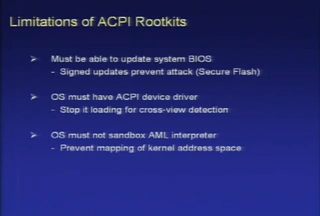 Limitations of ACPI Rootkits
➢ Must be able to update system BIOS
- Signed updates prevent attack (Secure Flash)
➢ OS must have ACPI device driver
- Stop it loading for cross-view detection
➢ OS must not sandbox AML interpreter
- Prevent mapping of kernel address space